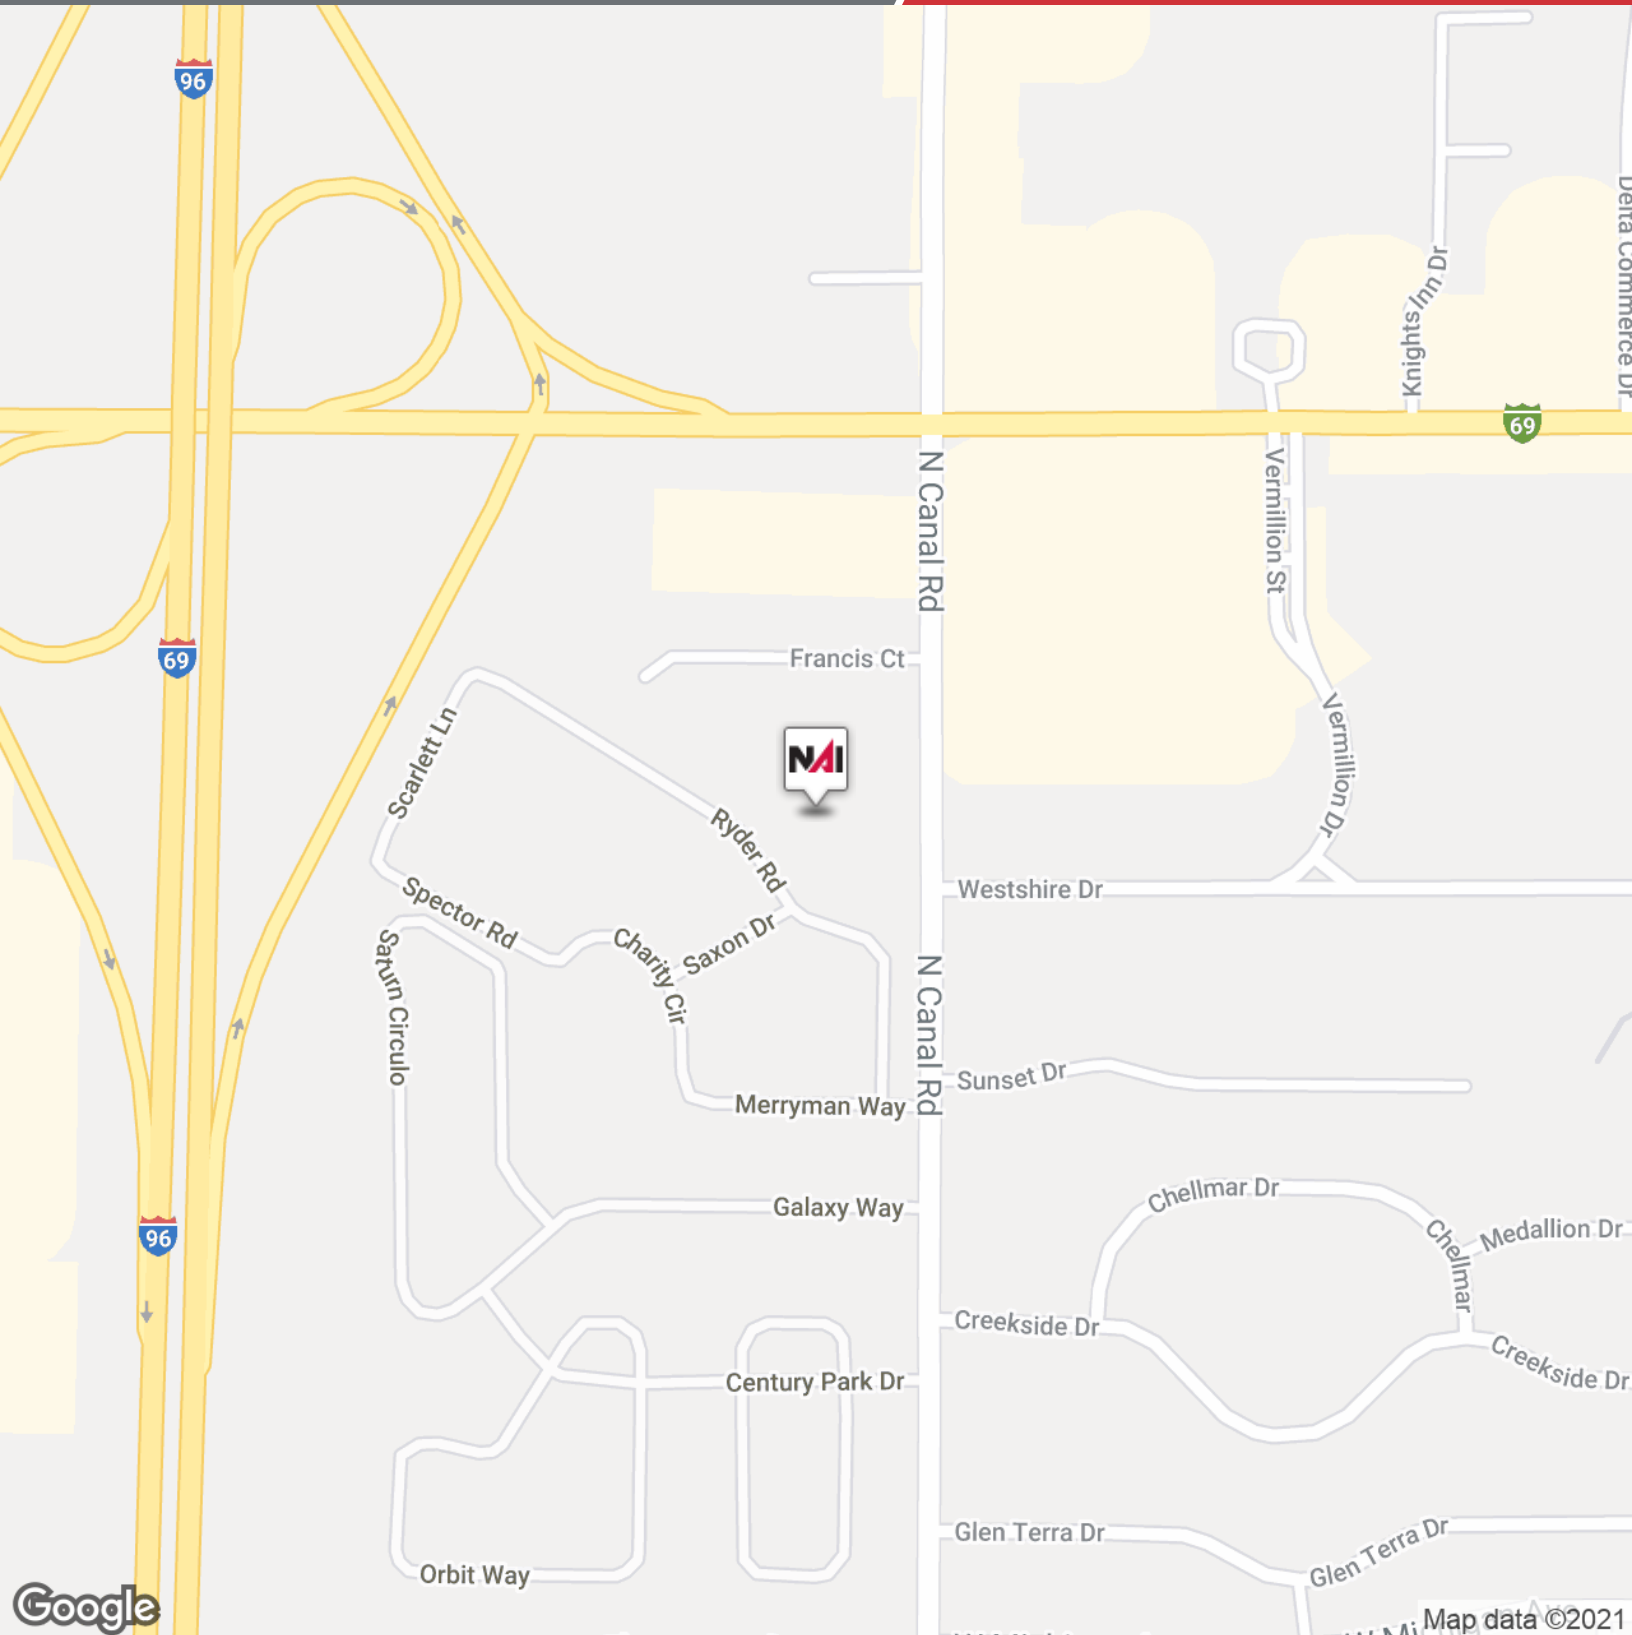 96
Delta Commerce Dr
Knights Inn Dr
69
N Canal Rd
Vermillion St
69
Francis Ct
Scarlett Ln
NAI
Vermillion Dr
Ryder Rd
Westshire Dr
Spector Rd
Saxon Dr
Charity Cir
Saturn Circulo
N Canal Rd
Sunset Dr
Merryman Way
Chellmar Dr
Galaxy Way
Medallion Dr
Chellmar
96
Creekside Dr
Creekside Dr
Century Park Dr
Glen Terra Dr
Glen Terra Dr
Orbit Way
Google
Map data ©2021